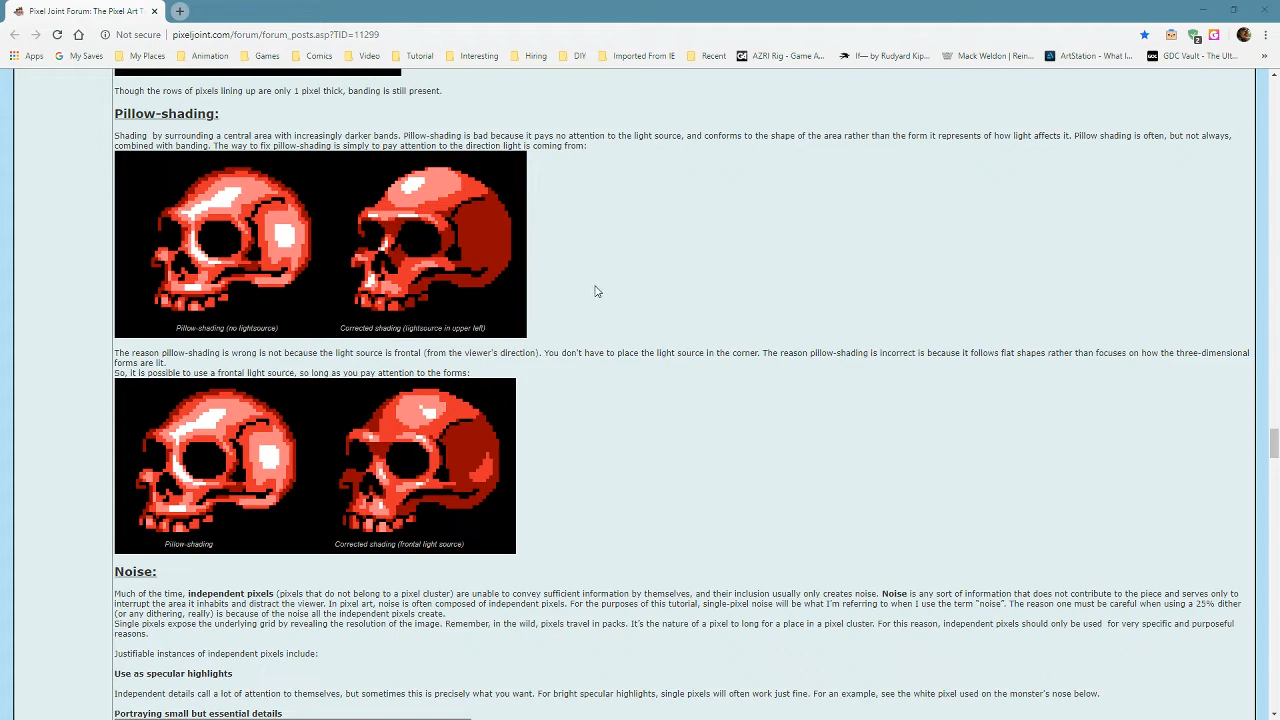 Pixel Joint Forum: The Pixel Art T
Not secure | pixeljoint.com/forum/forum_posts.asp?TID=11299
Apps My Saves My Places Animation Games Comics Video Tutorial Interesting Hiring DIY Imported From IE Recent AZRI Rig - Game A... If— by Rudyard Kip... Mack Weldon | Rein... ArtStation - What I... GDC Vault - The Ult... »
Though the rows of pixels lining up are only 1 pixel thick, banding is still present.
Pillow-shading:
Shading by surrounding a central area with increasingly darker bands. Pillow-shading is bad because it pays no attention to the light source, and conforms to the shape of the area rather than the form it represents of how light affects it. Pillow shading is often, but not always,
combined with banding. The way to fix pillow-shading is simply to pay attention to the direction light is coming from:
Pillow-shading (no lightsource) Corrected shading (lightsource in upper left)
The reason pillow-shading is wrong is not because the light source is frontal (from the viewer's direction). You don't have to place the light source in the corner. The reason pillow-shading is incorrect is because it follows flat shapes rather than focuses on how the three-dimensional
forms are lit.
So, it is possible to use a frontal light source, so long as you pay attention to the forms:
Pillow-shading Corrected shading (frontal light source)
Noise:
Much of the time, independent pixels (pixels that do not belong to a pixel cluster) are unable to convey sufficient information by themselves, and their inclusion usually only creates noise. Noise is any sort of information that does not contribute to the piece and serves only to
interrupt the area it inhabits and distract the viewer. In pixel art, noise is often composed of independent pixels. For the purposes of this tutorial, single-pixel noise will be what I'm referring to when I use the term "noise". The reason one must be careful when using a 25% dither
(or any dithering, really) is because of the noise all the independent pixels create.
Single pixels expose the underlying grid by revealing the resolution of the image. Remember, in the wild, pixels travel in packs. It's the nature of a pixel to long for a place in a pixel cluster. For this reason, independent pixels should only be used for very specific and purposeful
reasons.
Justifiable instances of independent pixels include:
Use as specular highlights
Independent details call a lot of attention to themselves, but sometimes this is precisely what you want. For bright specular highlights, single pixels will often work just fine. For an example, see the white pixel used on the monster's nose below.
Portraying small but essential details